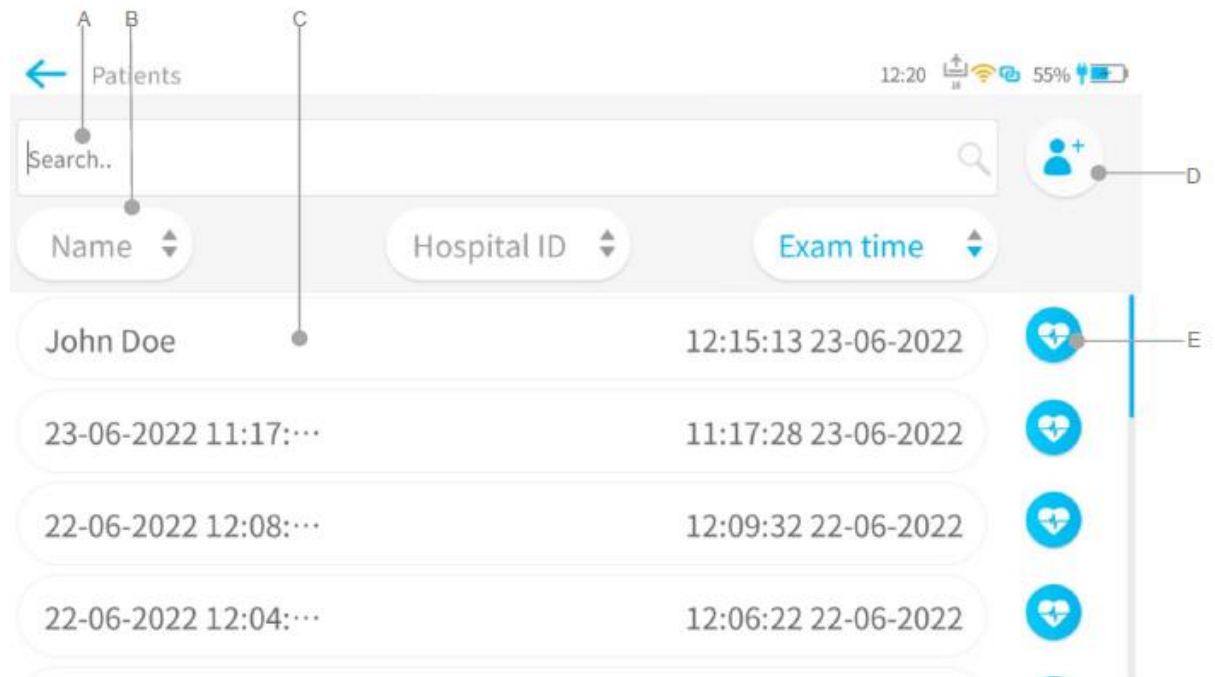 A B C
Patients 12:20 55%
Search..
D
Name Hospital ID Exam time
John Doe 12:15:13 23-06-2022
E
23-06-2022 11:17:··· 11:17:28 23-06-2022
22-06-2022 12:08:··· 12:09:32 22-06-2022
22-06-2022 12:04:··· 12:06:22 22-06-2022